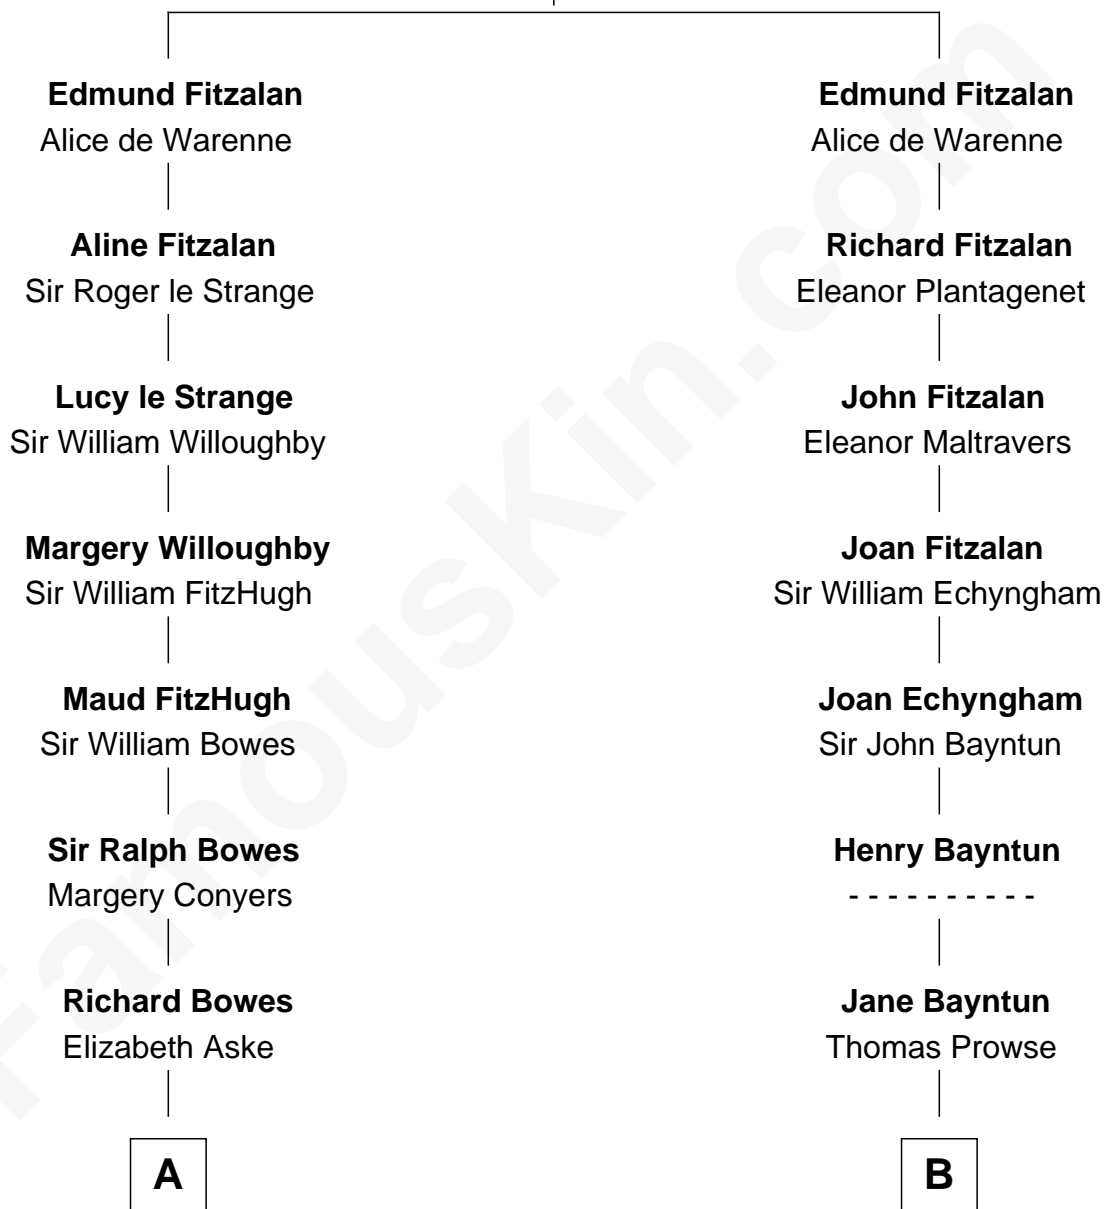 Edmund Fitzalan
Alice de Warenne
Aline Fitzalan
Sir Roger le Strange
Lucy le Strange
Sir William Willoughby
Margery Willoughby
Sir William FitzHugh
Maud FitzHugh
Sir William Bowes
Sir Ralph Bowes
Margery Conyers
Richard Bowes
Elizabeth Aske
A
Edmund Fitzalan
Alice de Warenne
Richard Fitzalan
Eleanor Plantagenet
John Fitzalan
Eleanor Maltravers
Joan Fitzalan
Sir William Echyngham
Joan Echyngham
Sir John Bayntun
Henry Bayntun
- - - - - - - - - -
Jane Bayntun
Thomas Prowse
B
FamousKin.com